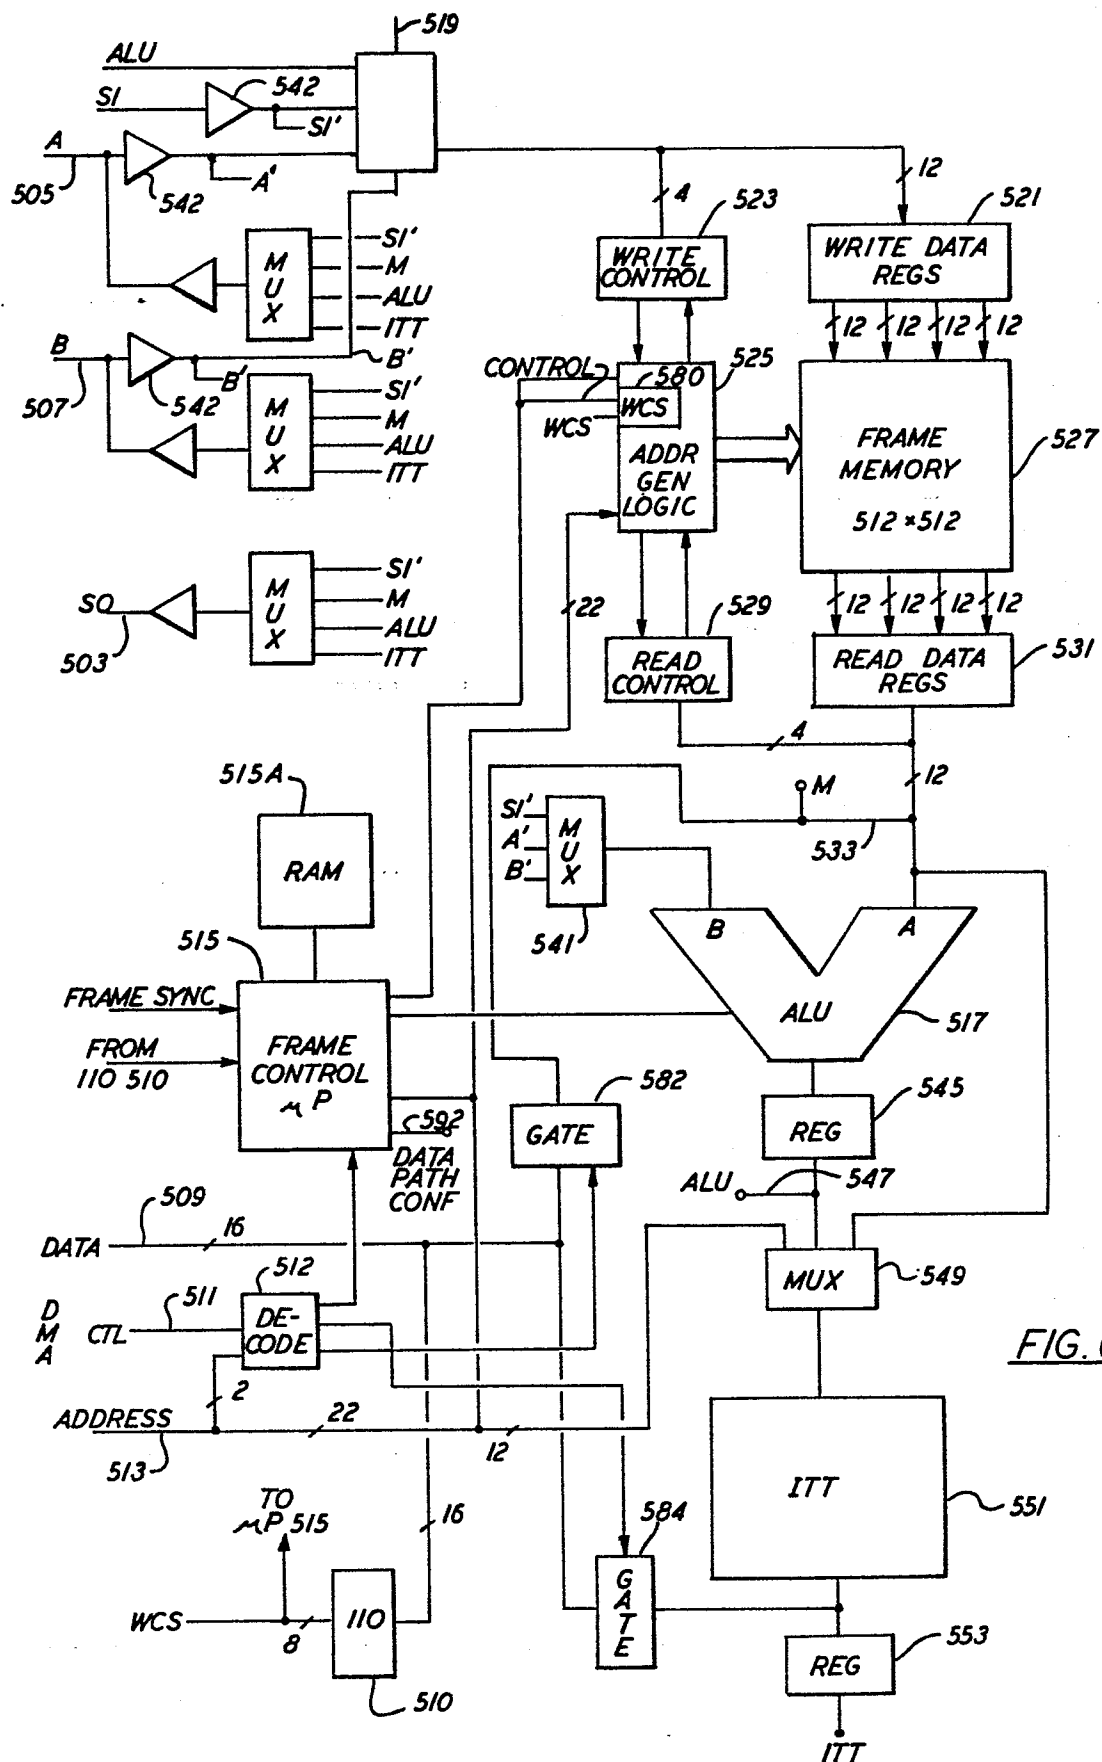 519
ALU
SI
542
SI'
A
505
542
A'
4
12
523
521
WRITE CONTROL
WRITE DATA REGS
MUX
SI'
M
ALU
ITT
12 12 12 12
B
507
542
B'
B'
MUX
SI'
M
ALU
ITT
CONTROL
580
525
WCS
WCS
ADDR GEN LOGIC
FRAME MEMORY
512 × 512
527
SO
503
MUX
SI'
M
ALU
ITT
22
529
READ CONTROL
12 12 12 12
READ DATA REGS
531
4
12
515A
RAM
SI'
A'
B'
MUX
541
M
533
B
A
ALU
517
515
FRAME SYNC
FROM
110 510
FRAME CONTROL μP
592
DATA PATH CONF
582
GATE
545
REG
ALU
547
509
DATA
16
MUX
549
DMA
511
CTL
512
DE-CODE
2
FIG.
ADDRESS
513
22
12
ITT
551
TO
μP 515
16
584
GATE
WCS
8
110
510
553
REG
ITT